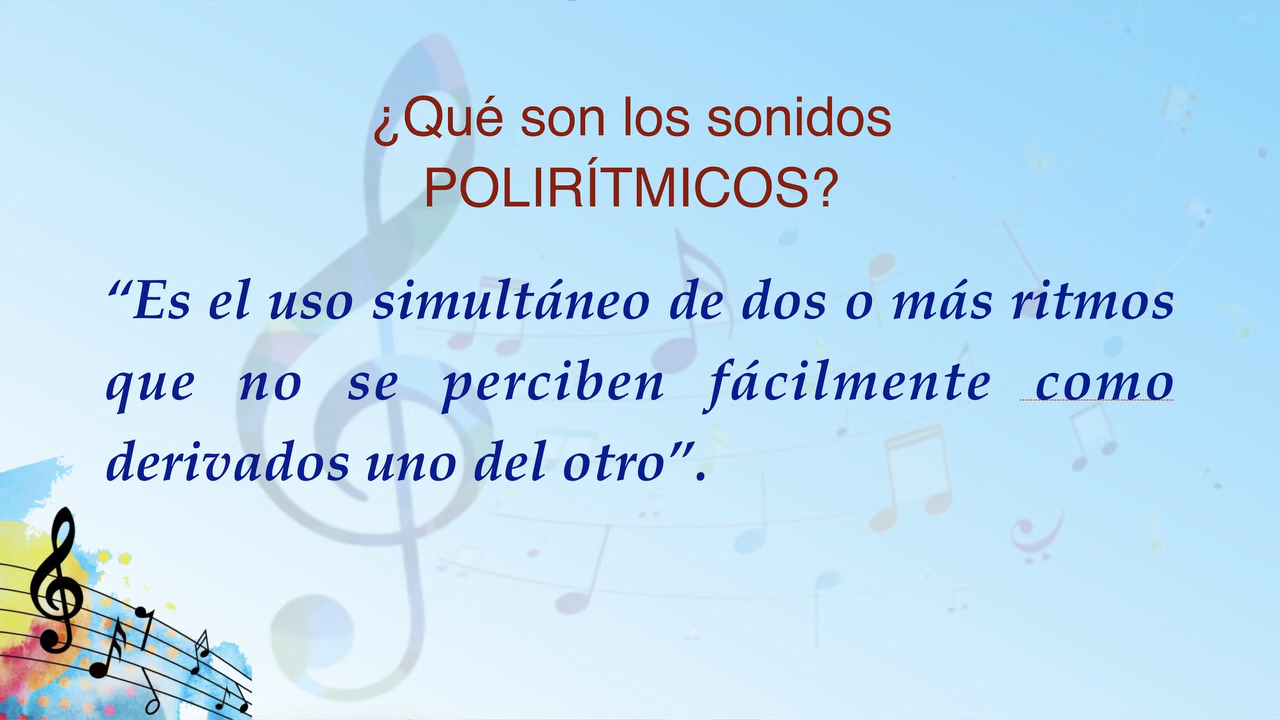 ¿Qué son los sonidos
POLIRÍTMICOS?
“Es el uso simultáneo de dos o más ritmos
que no se perciben fácilmente como
derivados uno del otro”.